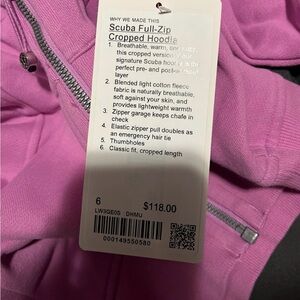 WHY WE MADE THIS
Scuba Full-Zip
Cropped Hoodie
1. Breathable, warm,
this cropped version
signature Scuba is the
perfect pre- and post-
layer
2. Blended light cotton fleece
fabric is naturally breathable,
soft against your skin, and
provides lightweight warmth
3. Zipper garage keeps chafe in
check
4. Elastic zipper pull doubles as
an emergency hair tie
5. Thumbholes
6. Classic fit, cropped length
6 $118.00
LW3GE0S DHMU
000149550580